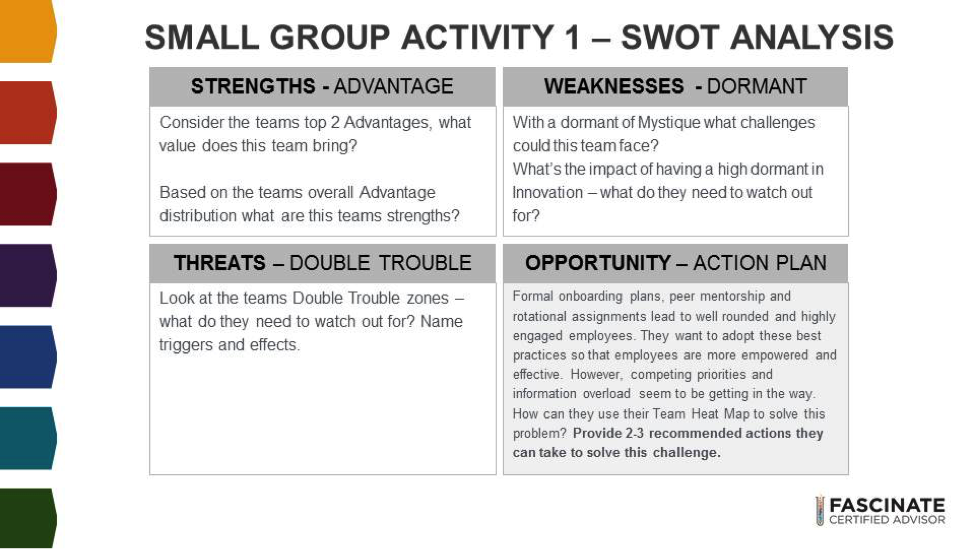 SMALL GROUP ACTIVITY 1 – SWOT ANALYSIS
STRENGTHS - ADVANTAGE
Consider the teams top 2 Advantages, what
value does this team bring?
Based on the teams overall Advantage
distribution what are this teams strengths?
WEAKNESSES - DORMANT
With a dormant of Mystique what challenges
could this team face?
What's the impact of having a high dormant in
Innovation – what do they need to watch out
for?
THREATS – DOUBLE TROUBLE
Look at the teams Double Trouble zones –
what do they need to watch out for? Name
triggers and effects.
OPPORTUNITY – ACTION PLAN
Formal onboarding plans, peer mentorship and
rotational assignments lead to well rounded and highly
engaged employees. They want to adopt these best
practices so that employees are more empowered and
effective. However, competing priorities and
information overload seem to be getting in the way.
How can they use their Team Heat Map to solve this
problem? Provide 2-3 recommended actions they
can take to solve this challenge.
FASCINATE
CERTIFIED ADVISOR